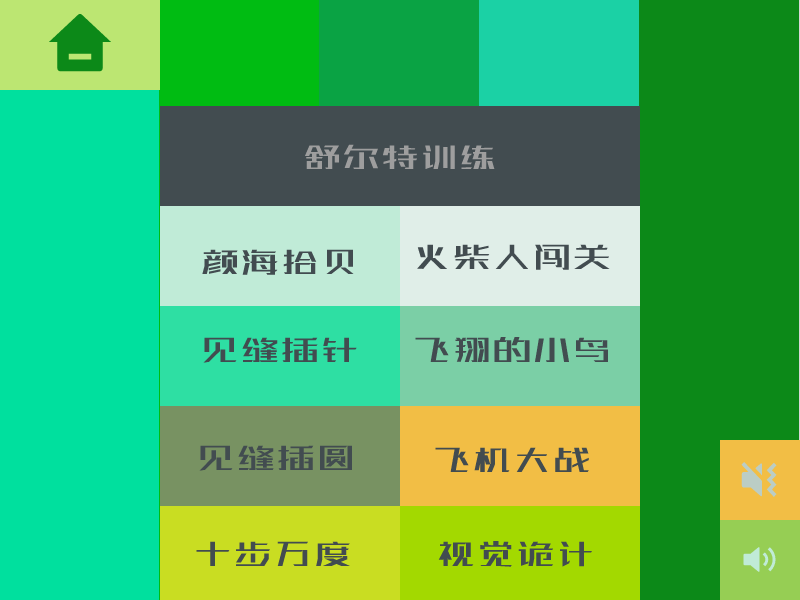 舒尔特训练
颜海拾贝
火柴人闯关
见缝插针
飞翔的小鸟
见缝插圆
飞机大战
十步万度
视觉诡计